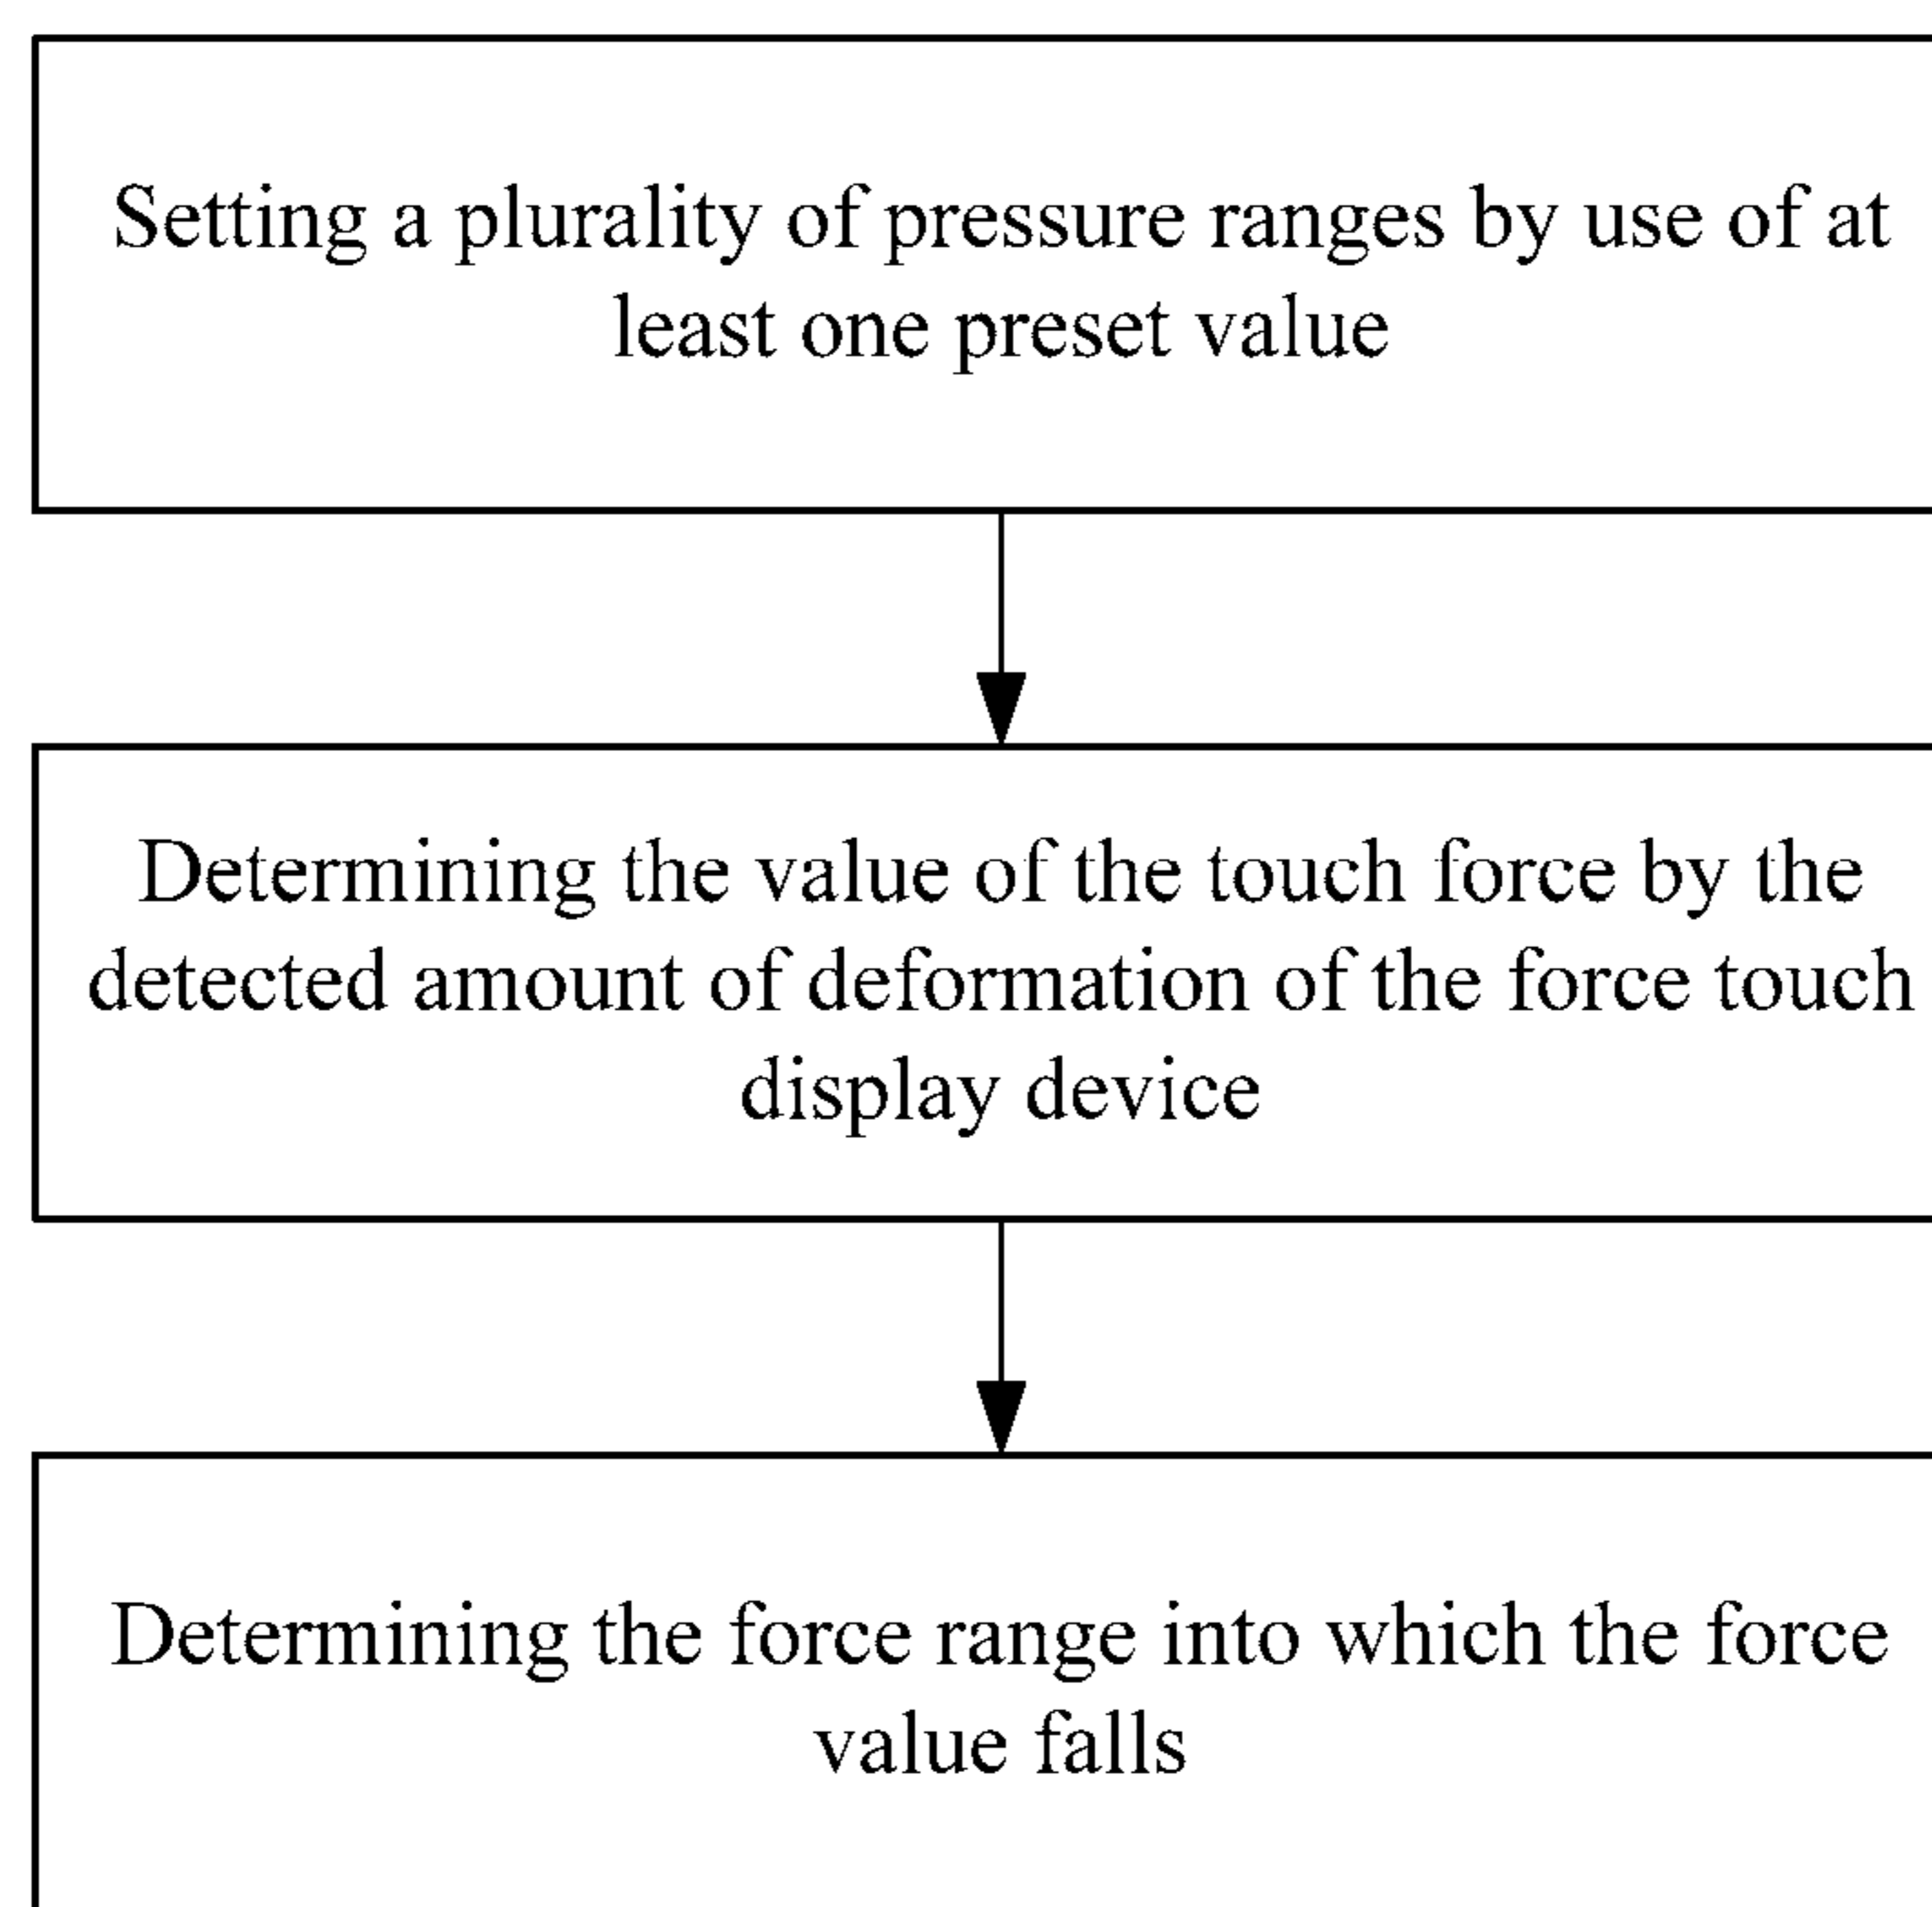 Setting a plurality of pressure ranges by use of at
least one preset value
Determining the value of the touch force by the
detected amount of deformation of the force touch
display device
Determining the force range into which the force
value falls